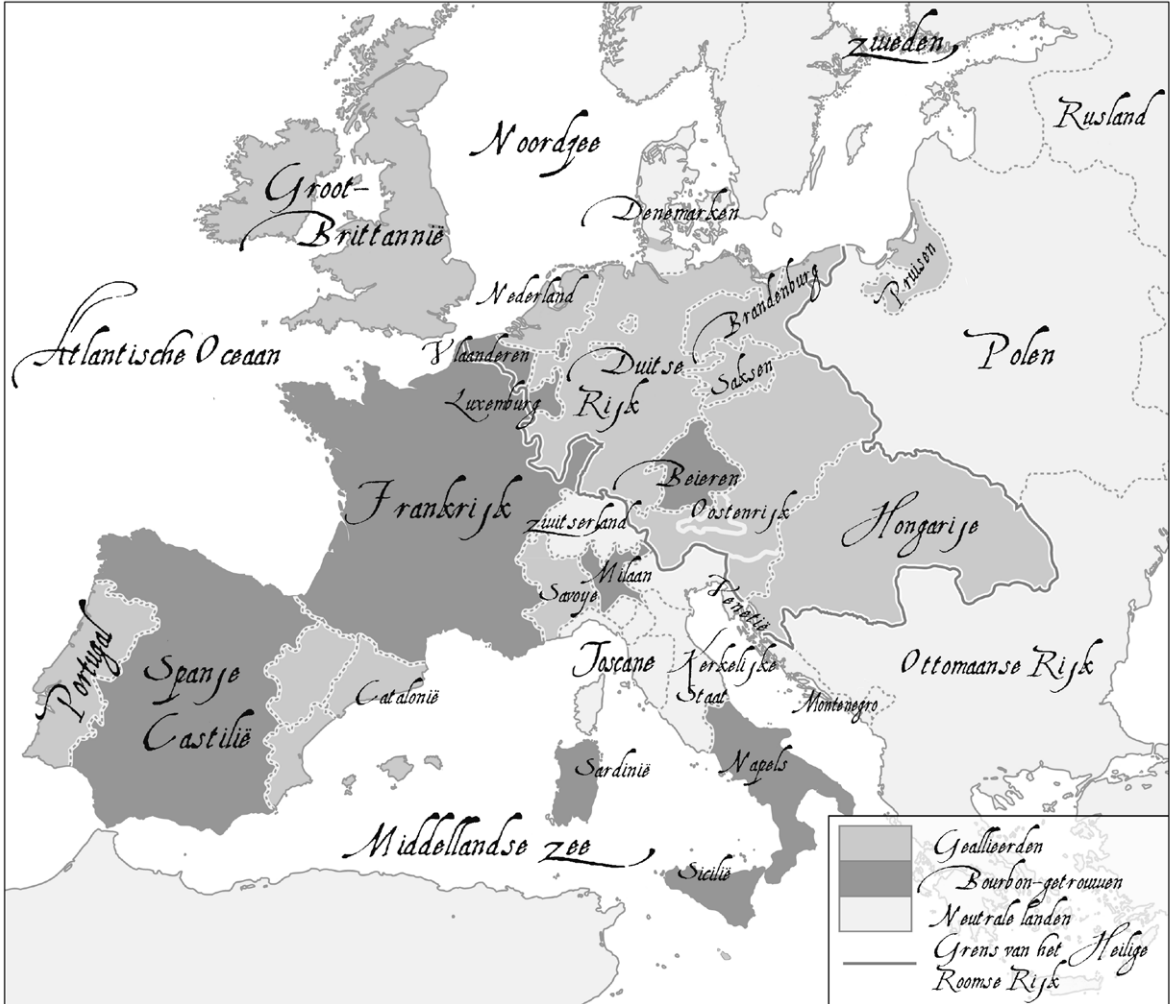 Zweden
Rusland
Noordzee
Groot-
Brittannië
Denemarken
Pruisen
Nederland
Brandenburg
Atlantische Oceaan
Vlaanderen
Duitse
Rijk
Saksen
Polen
Luxemburg
Frankrijk
Beieren
Oostenrijk
Zwitserland
Hongarije
Milaan
Savoye
Venetië
Portugal
Spanje
Castilië
Catalonië
Toscane
Kerkelijke
Staat
Ottomaanse Rijk
Montenegro
Sardinië
Napels
Middellandse zee
Sicilië
Geallieerden
Bourbon-getrouwen
Neutrale landen
Grens van het Heilige
Roomse Rijk